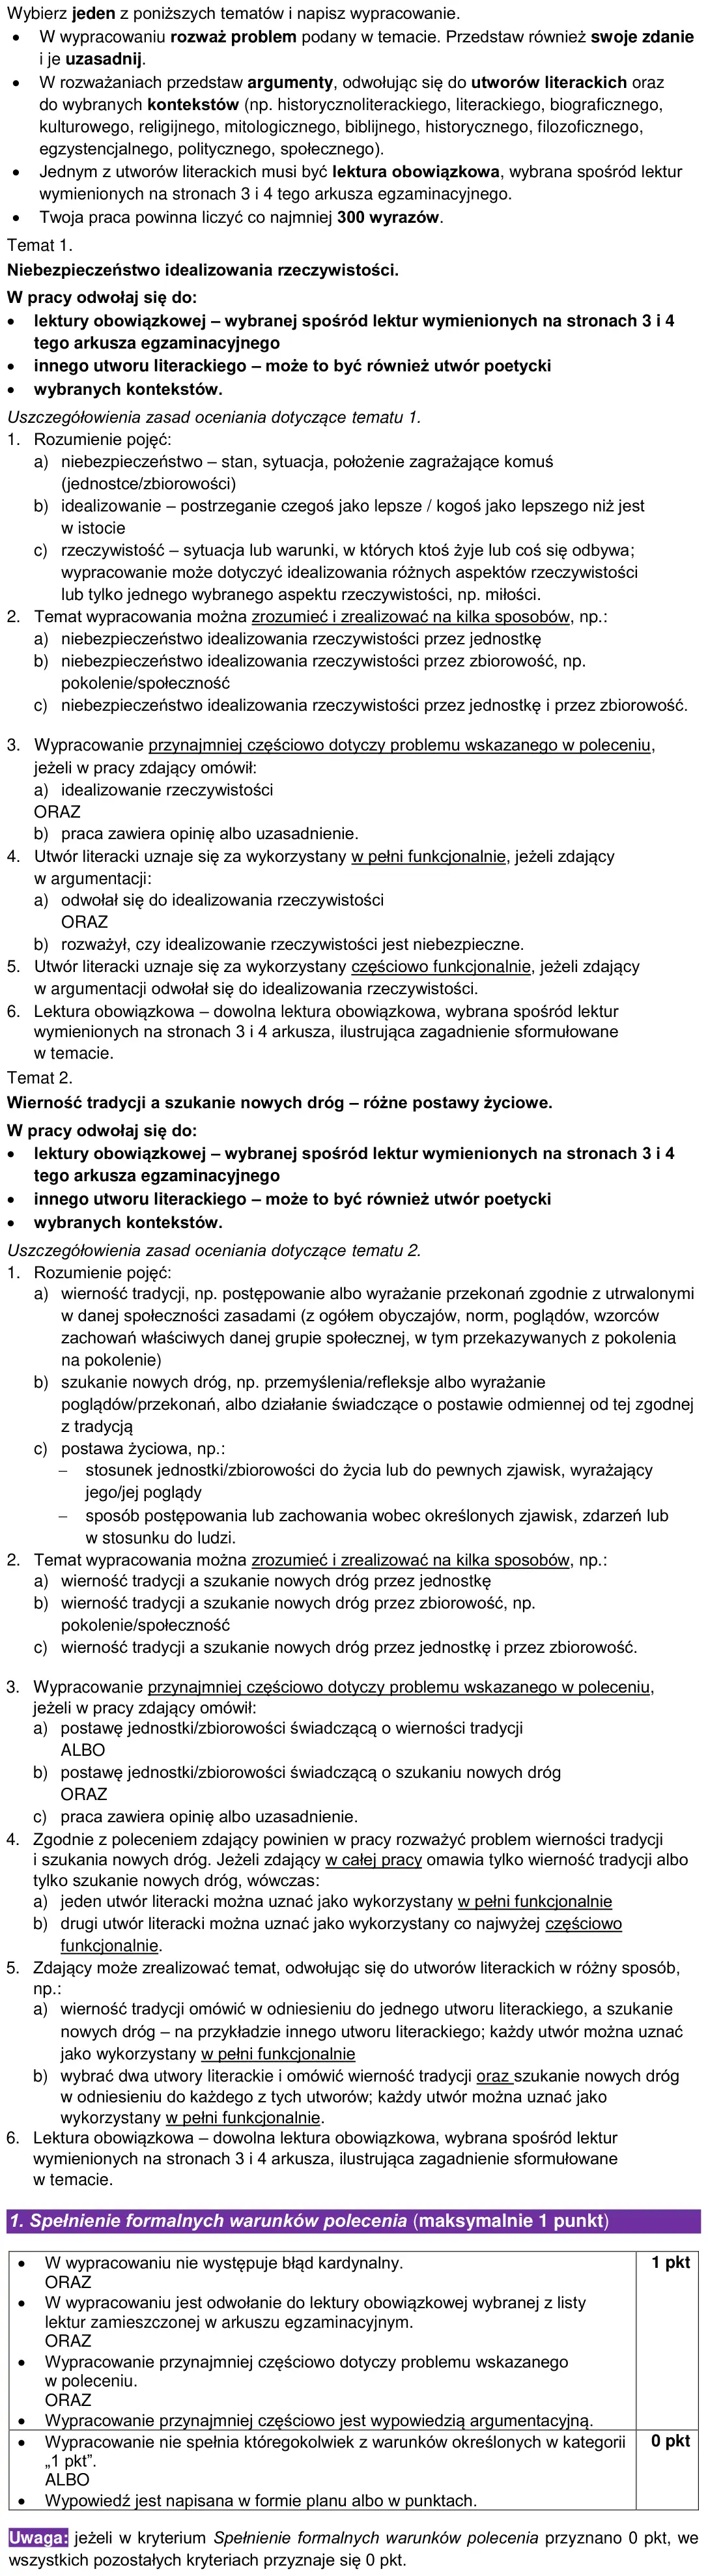 Wybierz jeden z poniższych tematów i napisz wypracowanie.
• W wypracowaniu rozważ problem podany w temacie. Przedstaw również swoje zdanie
i je uzasadnij.
• W rozważaniach przedstaw argumenty, odwołując się do utworów literackich oraz
do wybranych kontekstów (np. historycznoliterackiego, literackiego, biograficznego,
kulturowego, religijnego, mitologicznego, biblijnego, historycznego, filozoficznego,
egzystencjalnego, politycznego, społecznego).
• Jednym z utworów literackich musi być lektura obowiązkowa, wybrana spośród lektur
wymienionych na stronach 3 i 4 tego arkusza egzaminacyjnego.
• Twoja praca powinna liczyć co najmniej 300 wyrazów.
Temat 1.
Niebezpieczeństwo idealizowania rzeczywistości.
W pracy odwołaj się do:
• lektury obowiązkowej – wybranej spośród lektur wymienionych na stronach 3 i 4
tego arkusza egzaminacyjnego
• innego utworu literackiego – może to być również utwór poetycki
• wybranych kontekstów.
Uszczegółowienia zasad oceniania dotyczące tematu 1.
1. Rozumienie pojęć:
a) niebezpieczeństwo – stan, sytuacja, położenie zagrażające komuś
(jednostce/zbiorowości)
b) idealizowanie – postrzeganie czegoś jako lepsze / kogoś jako lepszego niż jest
w istocie
c) rzeczywistość – sytuacja lub warunki, w których ktoś żyje lub coś się odbywa;
wypracowanie może dotyczyć idealizowania różnych aspektów rzeczywistości
lub tylko jednego wybranego aspektu rzeczywistości, np. miłości.
2. Temat wypracowania można zrozumieć i zrealizować na kilka sposobów, np.:
a) niebezpieczeństwo idealizowania rzeczywistości przez jednostkę
b) niebezpieczeństwo idealizowania rzeczywistości przez zbiorowość, np.
pokolenie/społeczność
c) niebezpieczeństwo idealizowania rzeczywistości przez jednostkę i przez zbiorowość.
3. Wypracowanie przynajmniej częściowo dotyczy problemu wskazanego w poleceniu,
jeżeli w pracy zdający omówił:
a) idealizowanie rzeczywistości
ORAZ
b) praca zawiera opinię albo uzasadnienie.
4. Utwór literacki uznaje się za wykorzystany w pełni funkcjonalnie, jeżeli zdający
w argumentacji:
a) odwołał się do idealizowania rzeczywistości
ORAZ
b) rozważył, czy idealizowanie rzeczywistości jest niebezpieczne.
5. Utwór literacki uznaje się za wykorzystany częściowo funkcjonalnie, jeżeli zdający
w argumentacji odwołał się do idealizowania rzeczywistości.
6. Lektura obowiązkowa – dowolna lektura obowiązkowa, wybrana spośród lektur
wymienionych na stronach 3 i 4 arkusza, ilustrująca zagadnienie sformułowane
w temacie.
Temat 2.
Wierność tradycji a szukanie nowych dróg – różne postawy życiowe.
W pracy odwołaj się do:
• lektury obowiązkowej – wybranej spośród lektur wymienionych na stronach 3 i 4
tego arkusza egzaminacyjnego
• innego utworu literackiego – może to być również utwór poetycki
• wybranych kontekstów.
Uszczegółowienia zasad oceniania dotyczące tematu 2.
1. Rozumienie pojęć:
a) wierność tradycji, np. postępowanie albo wyrażanie przekonań zgodnie z utrwalonymi
w danej społeczności zasadami (z ogółem obyczajów, norm, poglądów, wzorców
zachowań właściwych danej grupie społecznej, w tym przekazywanych z pokolenia
na pokolenie)
b) szukanie nowych dróg, np. przemyślenia/refleksje albo wyrażanie
poglądów/przekonań, albo działanie świadczące o postawie odmiennej od tej zgodnej
z tradycją
c) postawa życiowa, np.:
– stosunek jednostki/zbiorowości do życia lub do pewnych zjawisk, wyrażający
jego/jej poglądy
– sposób postępowania lub zachowania wobec określonych zjawisk, zdarzeń lub
w stosunku do ludzi.
2. Temat wypracowania można zrozumieć i zrealizować na kilka sposobów, np.:
a) wierność tradycji a szukanie nowych dróg przez jednostkę
b) wierność tradycji a szukanie nowych dróg przez zbiorowość, np.
pokolenie/społeczność
c) wierność tradycji a szukanie nowych dróg przez jednostkę i przez zbiorowość.
3. Wypracowanie przynajmniej częściowo dotyczy problemu wskazanego w poleceniu,
jeżeli w pracy zdający omówił:
a) postawę jednostki/zbiorowości świadczącą o wierności tradycji
ALBO
b) postawę jednostki/zbiorowości świadczącą o szukaniu nowych dróg
ORAZ
c) praca zawiera opinię albo uzasadnienie.
4. Zgodnie z poleceniem zdający powinien w pracy rozważyć problem wierności tradycji
i szukania nowych dróg. Jeżeli zdający w całej pracy omawia tylko wierność tradycji albo
tylko szukanie nowych dróg, wówczas:
a) jeden utwór literacki można uznać jako wykorzystany w pełni funkcjonalnie
b) drugi utwór literacki można uznać jako wykorzystany co najwyżej częściowo
funkcjonalnie.
5. Zdający może zrealizować temat, odwołując się do utworów literackich w różny sposób,
np.:
a) wierność tradycji omówić w odniesieniu do jednego utworu literackiego, a szukanie
nowych dróg – na przykładzie innego utworu literackiego; każdy utwór można uznać
jako wykorzystany w pełni funkcjonalnie
b) wybrać dwa utwory literackie i omówić wierność tradycji oraz szukanie nowych dróg
w odniesieniu do każdego z tych utworów; każdy utwór można uznać jako
wykorzystany w pełni funkcjonalnie.
6. Lektura obowiązkowa – dowolna lektura obowiązkowa, wybrana spośród lektur
wymienionych na stronach 3 i 4 arkusza, ilustrująca zagadnienie sformułowane
w temacie.
1. Spełnienie formalnych warunków polecenia (maksymalnie 1 punkt)
• W wypracowaniu nie występuje błąd kardynalny. 1 pkt
ORAZ
• W wypracowaniu jest odwołanie do lektury obowiązkowej wybranej z listy
lektur zamieszczonej w arkuszu egzaminacyjnym.
ORAZ
• Wypracowanie przynajmniej częściowo dotyczy problemu wskazanego
w poleceniu.
ORAZ
• Wypracowanie przynajmniej częściowo jest wypowiedzią argumentacyjną.
• Wypracowanie nie spełnia któregokolwiek z warunków określonych w kategorii 0 pkt
„1 pkt”.
ALBO
• Wypowiedź jest napisana w formie planu albo w punktach.
Uwaga: jeżeli w kryterium Spełnienie formalnych warunków polecenia przyznano 0 pkt, we
wszystkich pozostałych kryteriach przyznaje się 0 pkt.